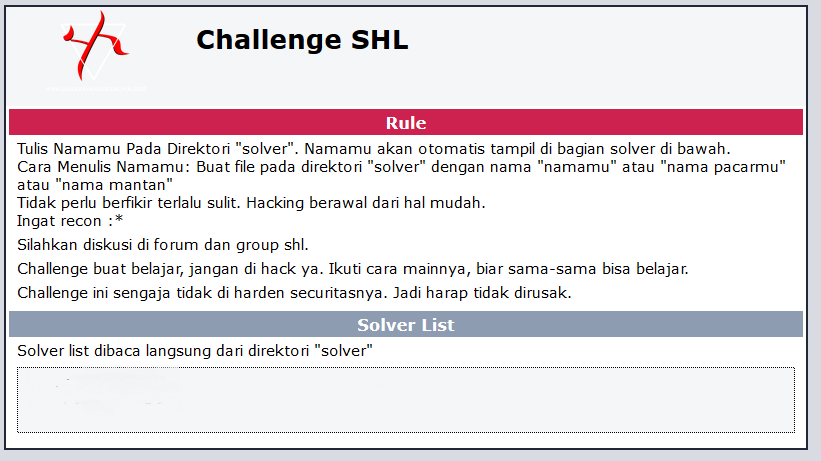 Challenge SHL
Rule
Tulis Namamu Pada Direktori "solver". Namamu akan otomatis tampil di bagian solver di bawah.
Cara Menulis Namamu: Buat file pada direktori "solver" dengan nama "namamu" atau "nama pacarmu"
atau "nama mantan"
Tidak perlu berfikir terlalu sulit. Hacking berawal dari hal mudah.
Ingat recon :*
Silahkan diskusi di forum dan group shl.
Challenge buat belajar, jangan di hack ya. Ikuti cara mainnya, biar sama-sama bisa belajar.
Challenge ini sengaja tidak di harden securitasnya. Jadi harap tidak dirusak.
Solver List
Solver list dibaca langsung dari direktori "solver"